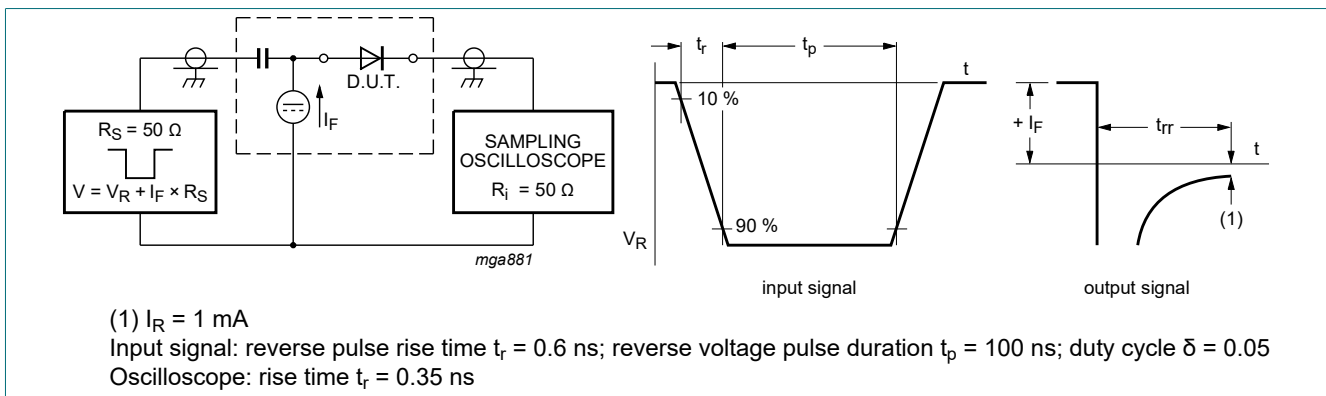 D.U.T.
I_F
R_S = 50 Ω
V = V_R + I_F × R_S
SAMPLING
OSCILLOSCOPE
R_i = 50 Ω
mga881
t_r
t_p
t
10 %
90 %
V_R
input signal
+ I_F
t_rr
t
(1)
output signal
(1) I_R = 1 mA
Input signal: reverse pulse rise time t_r = 0.6 ns; reverse voltage pulse duration t_p = 100 ns; duty cycle δ = 0.05
Oscilloscope: rise time t_r = 0.35 ns